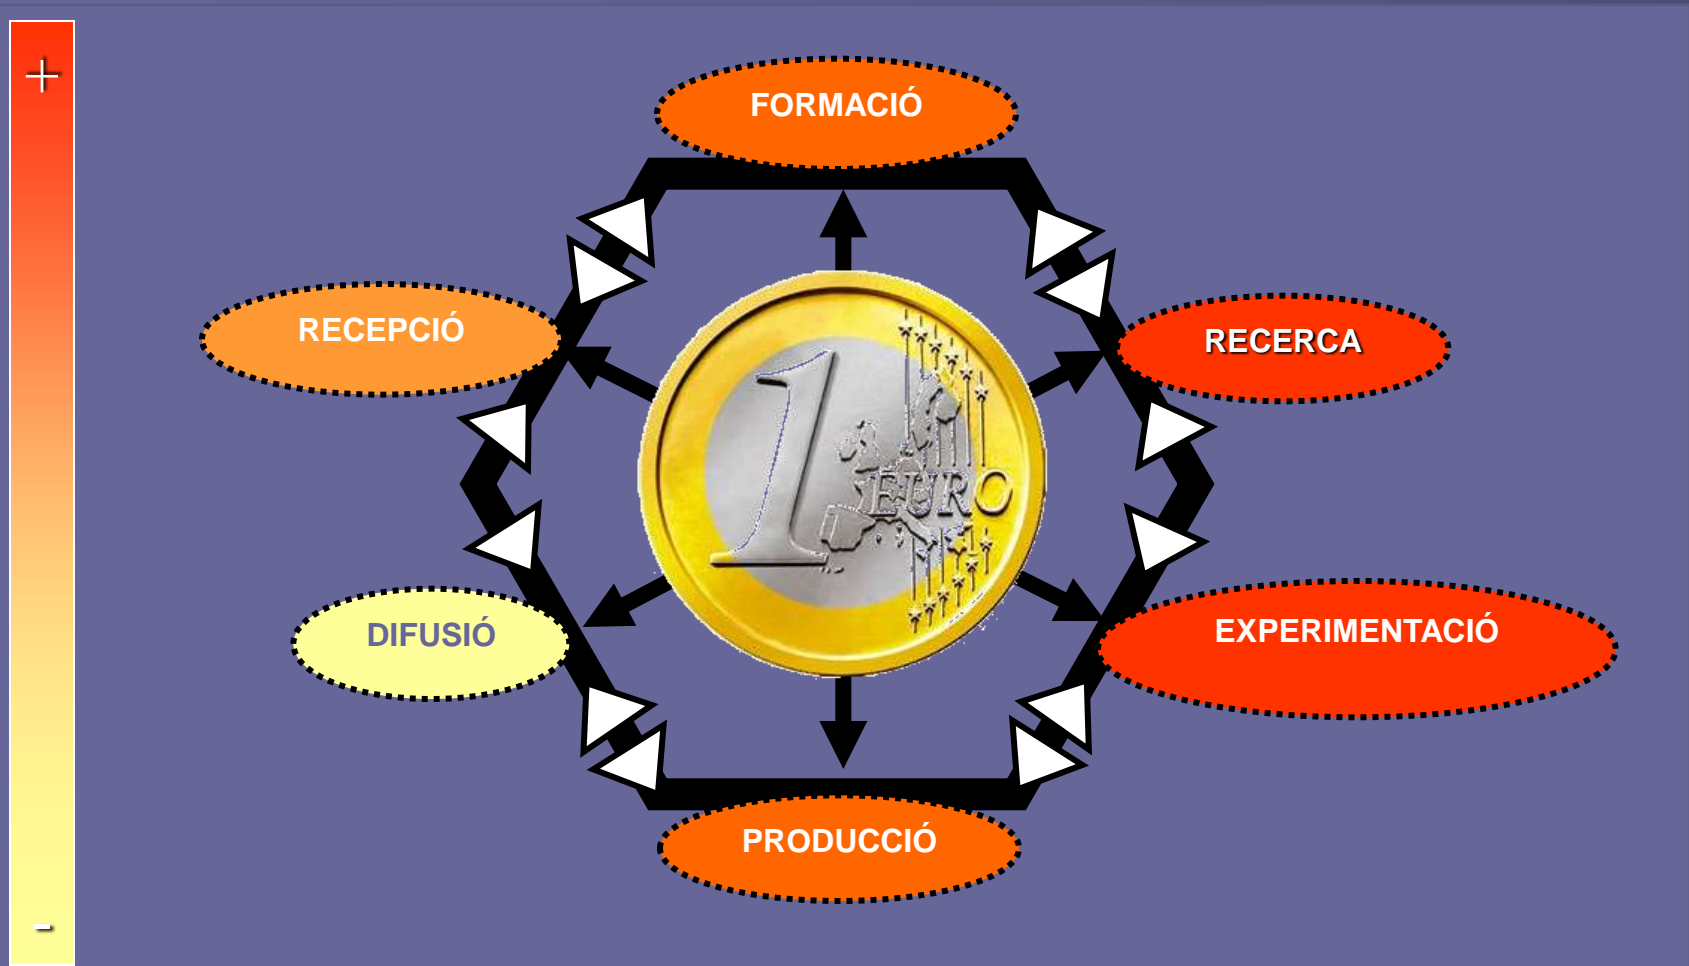 +
FORMACIÓ
RECEPCIÓ
RECERCA
1
EURO
DIFUSIÓ
EXPERIMENTACIÓ
PRODUCCIÓ
-